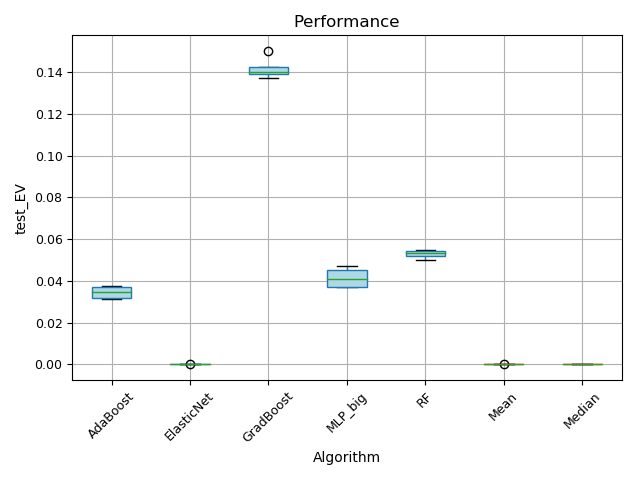 Performance
test_EV
0.14
0.12
0.10
0.08
0.06
0.04
0.02
0.00
AdaBoost
ElasticNet
GradBoost
MLP_big
RF
Mean
Median
Algorithm